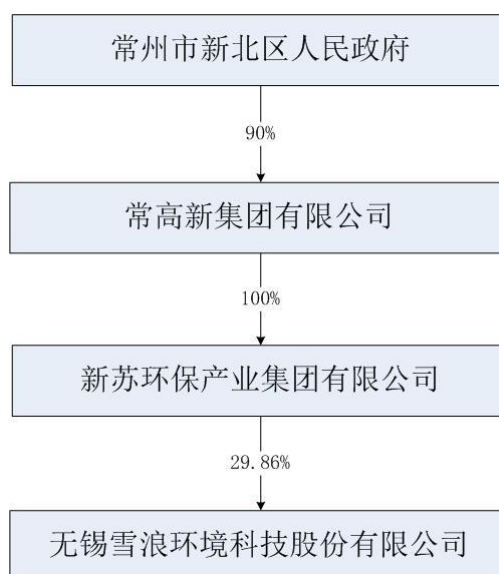 常州市新北区人民政府
90%
常高新集团有限公司
100%
新苏环保产业集团有限公司
29.86%
无锡雪浪环境科技股份有限公司